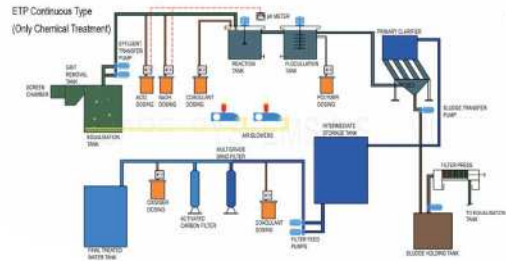 ETP Continuous Type
(Only Chemical Treatment)
pH METER
EFFLUENT
TRANSFER
PUMP
GRIT
REMOVAL
TANK
SCREEN
CHAMBER
REACTION
TANK
FLOCCULATION
TANK
PRIMARY CLARIFIER
ACID
DOSING
NaOH
DOSING
COAGULANT
DOSING
POLYMER
DOSING
SLUDGE TRANSFER
PUMP
EQUALISATION
TANK
AIR BLOWERS
INTERMEDIATE
STORAGE TANK
MULTIGRADE
SAND FILTER
FILTER PRESS
DOSING
ACTIVATED
CARBON FILTER
COAGULANT
DOSING
FILTER FEED
PUMPS
TO EQUALISATION
TANK
FINAL TREATED
WATER TANK
SLUDGE HOLDING TANK